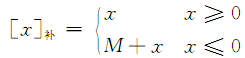 [x]补 = { x x ⩾ 0
M + x x ⩽ 0